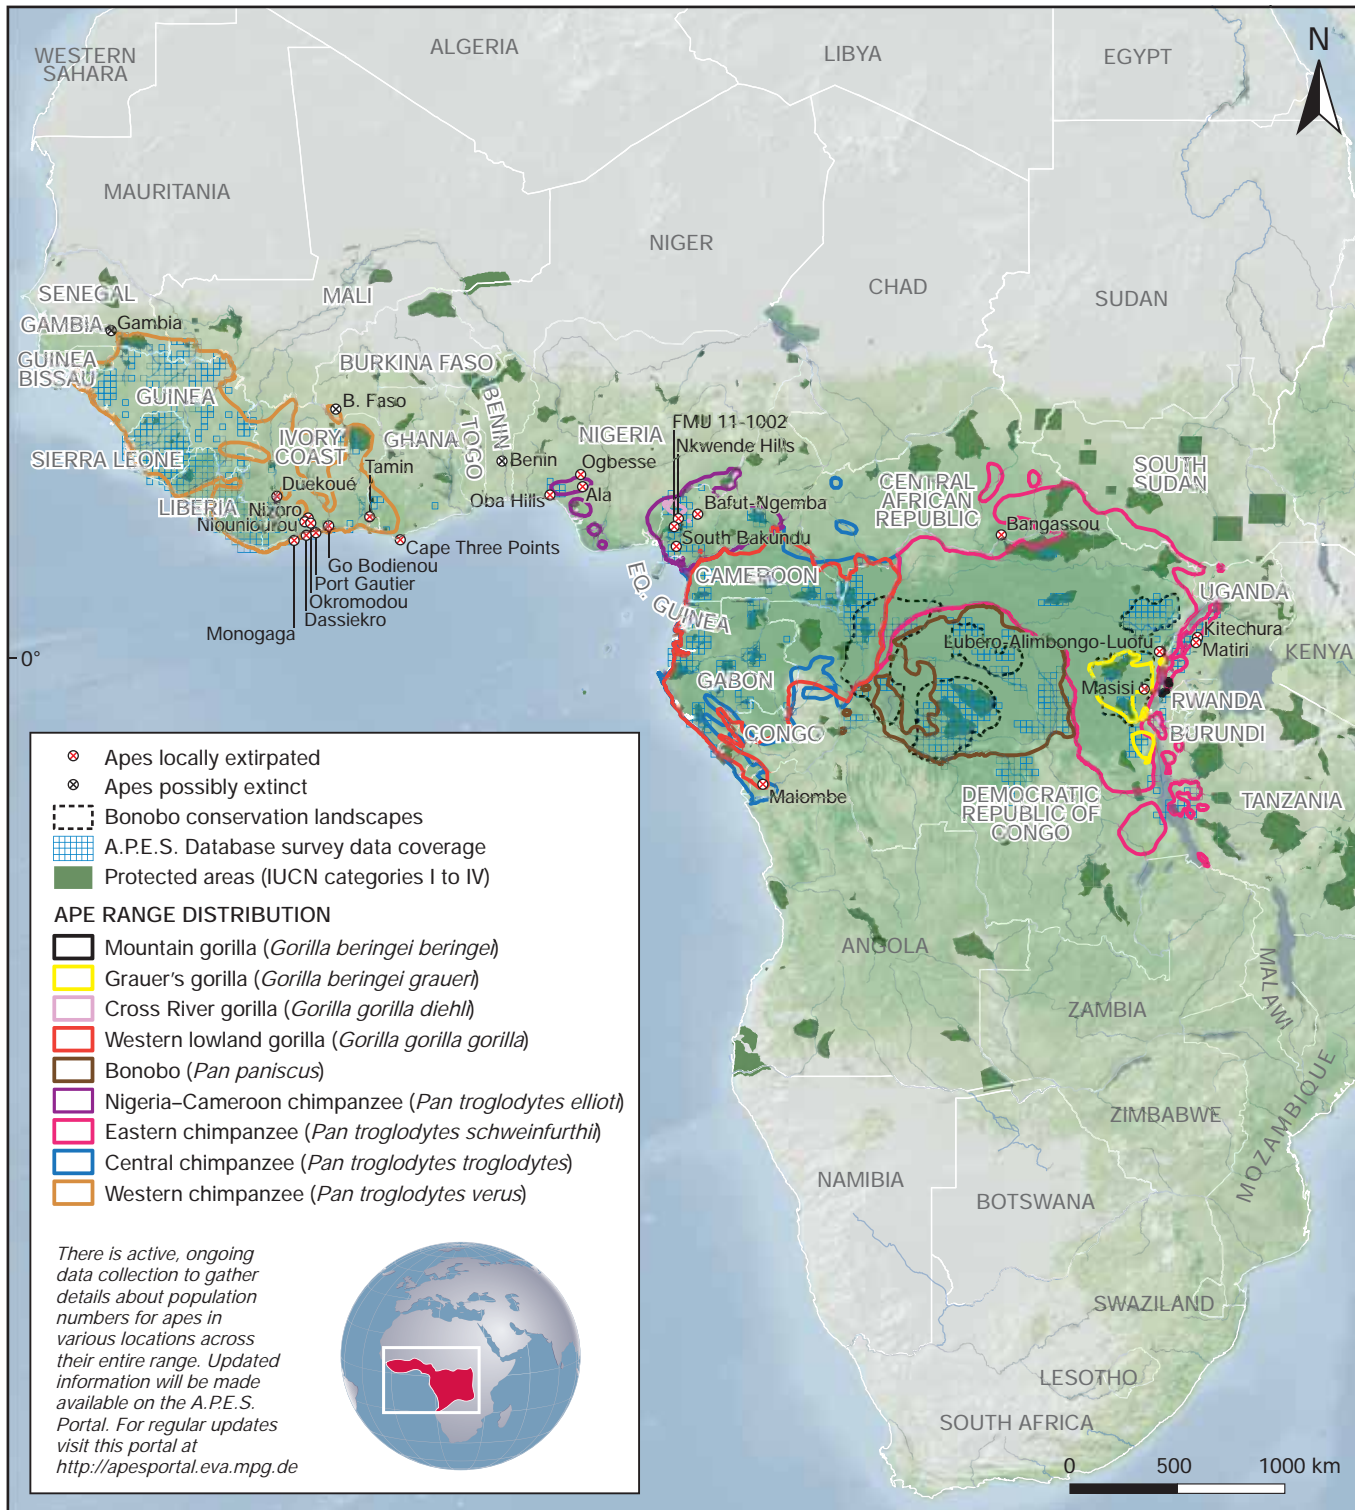 WESTERN
SAHARA
ALGERIA
LIBYA
EGYPT
N
MAURITANIA
NIGER
CHAD
SUDAN
MALI
SENEGAL
GAMBIA
Gambia
GUINEA
BISSAU
GUINEA
BURKINA FASO
B. Faso
SIERRA LEONE
IVORY
COAST
GHANA
TOGO
BENIN
Benin
NIGERIA
Tamin
Duekoué
LIBERIA
Nizoro
Niouniourou
Cape Three Points
Go Bodienou
Port Gautier
Okromodou
Dassiekro
Monogaga
Ogbesse
Oba Hills
Ala
FMU 11-1002
Nkwende Hills
Bafut-Ngemba
South Bakundu
CAMEROON
EQ. GUINEA
CENTRAL
AFRICAN
REPUBLIC
SOUTH
SUDAN
Bangassou
UGANDA
Kitechura
Matiri
KENYA
Lubero-Alimbongo-Luofu
Masisi
RWANDA
BURUNDI
GABON
CONGO
Maiombe
DEMOCRATIC
REPUBLIC OF
CONGO
TANZANIA
0°
ANGOLA
ZAMBIA
MALAWI
MOZAMBIQUE
ZIMBABWE
NAMIBIA
BOTSWANA
SWAZILAND
LESOTHO
SOUTH AFRICA
0 500 1000 km
Apes locally extirpated
Apes possibly extinct
Bonobo conservation landscapes
A.P.E.S. Database survey data coverage
Protected areas (IUCN categories I to IV)
APE RANGE DISTRIBUTION
Mountain gorilla (Gorilla beringei beringei)
Grauer's gorilla (Gorilla beringei graueri)
Cross River gorilla (Gorilla gorilla diehli)
Western lowland gorilla (Gorilla gorilla gorilla)
Bonobo (Pan paniscus)
Nigeria–Cameroon chimpanzee (Pan troglodytes ellioti)
Eastern chimpanzee (Pan troglodytes schweinfurthii)
Central chimpanzee (Pan troglodytes troglodytes)
Western chimpanzee (Pan troglodytes verus)
There is active, ongoing
data collection to gather
details about population
numbers for apes in
various locations across
their entire range. Updated
information will be made
available on the A.P.E.S.
Portal. For regular updates
visit this portal at
http://apesportal.eva.mpg.de